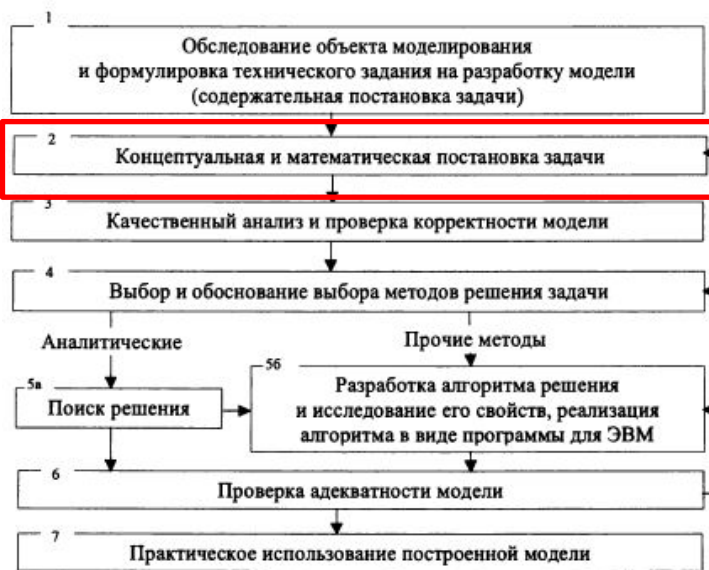 1
Обследование объекта моделирования
и формулировка технического задания на разработку модели
(содержательная постановка задачи)
2
Концептуальная и математическая постановка задачи
3
Качественный анализ и проверка корректности модели
4
Выбор и обоснование выбора методов решения задачи
Аналитические
Прочие методы
5а
Поиск решения
5б
Разработка алгоритма решения
и исследование его свойств, реализация
алгоритма в виде программы для ЭВМ
6
Проверка адекватности модели
7
Практическое использование построенной модели